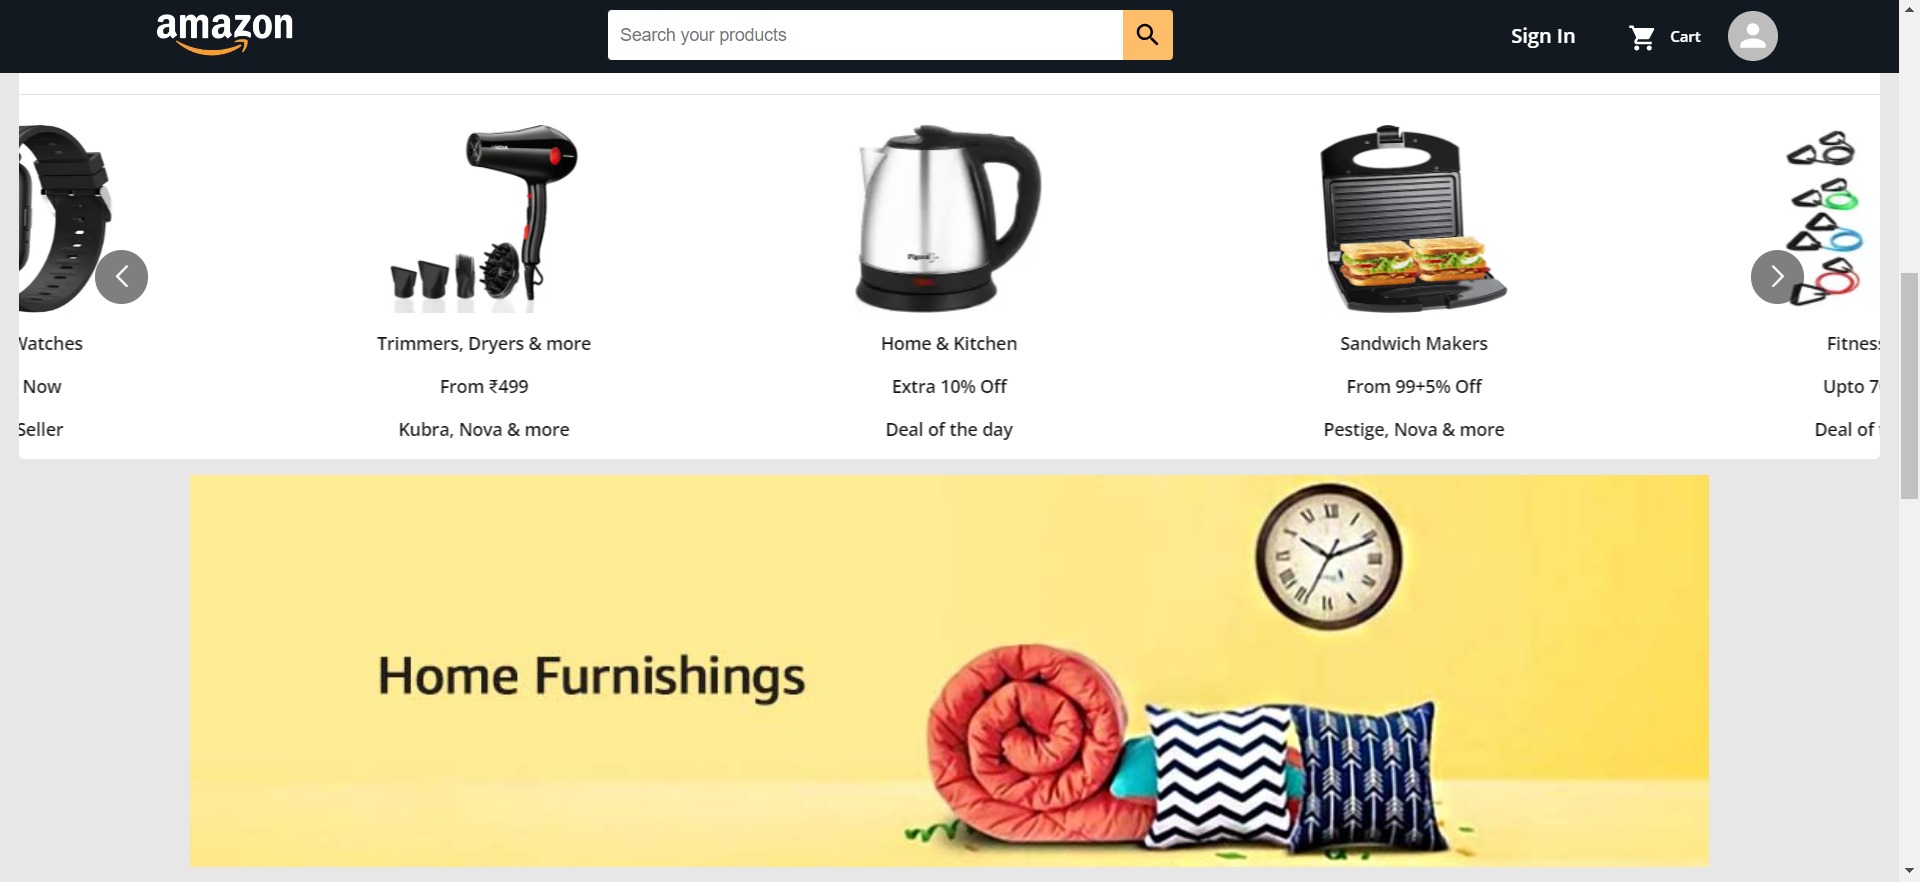 amazon
Search your products
Sign In
Cart
Watches
Now
Seller
Trimmers, Dryers & more
From ₹499
Kubra, Nova & more
Home & Kitchen
Extra 10% Off
Deal of the day
Sandwich Makers
From 99+5% Off
Pestige, Nova & more
Fitness
Upto 7
Deal of
Home Furnishings